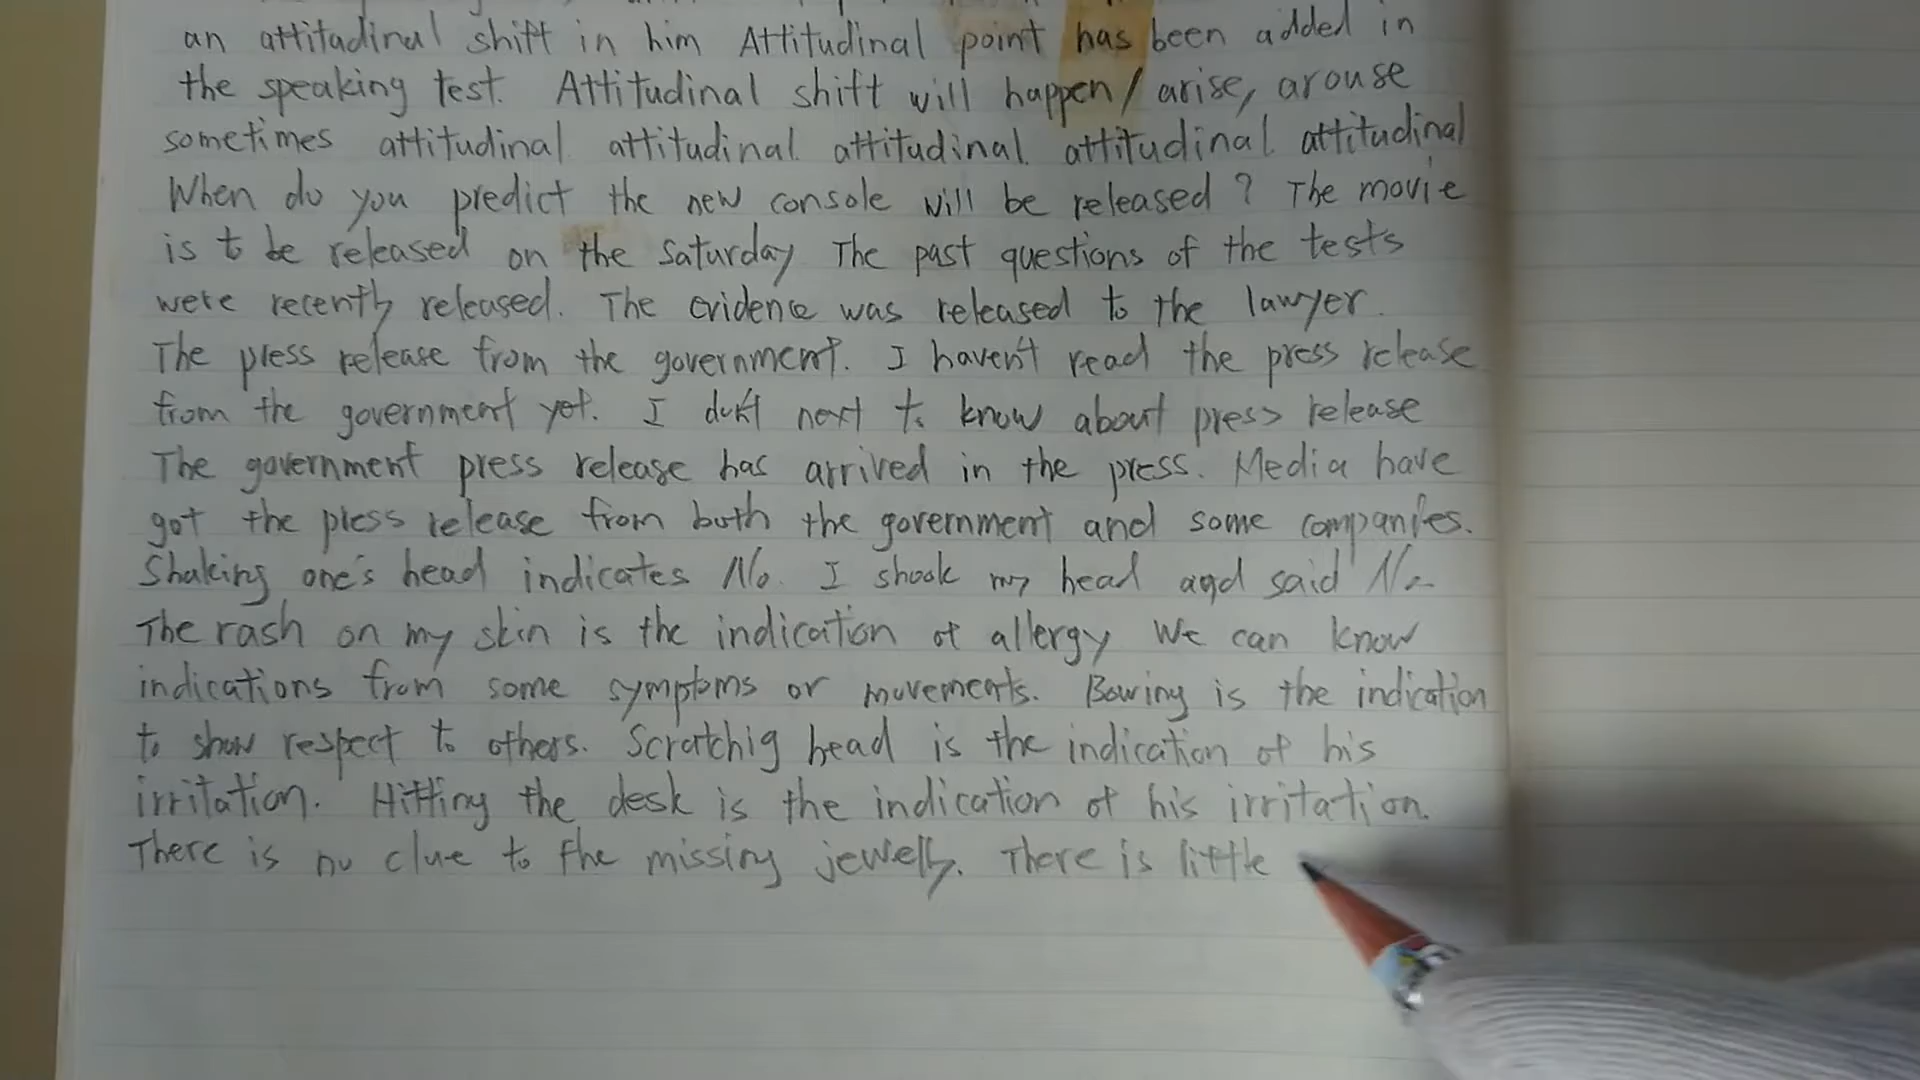 an attitadinal shift in him Attitudinal point has been added in
the speaking test. Attitudinal shift will happen/ arise, arouse
sometimes attitudinal attitudinal. attitudinal. attitudinal. attitudinal
When do you predict the new console will be released? The movie
is to be released on the Saturday The past questions of the tests
were recently released. The evidence was released to the lawyer.
The press release from the government. I haven't read the press release
from the government yet. I don't next to know about press release
The government press release has arrived in the press. Media have
got the press release from both the government and some companies.
Shaking one's head indicates No. I shook my head and said No
The rash on my skin is the indication of allergy We can know
indications from some symptoms or movements. Bowing is the indication
to show respect to others. Scratchig head is the indication of his
irritation. Hitting the desk is the indication of his irritation.
There is no clue to the missing jewelly. There is little